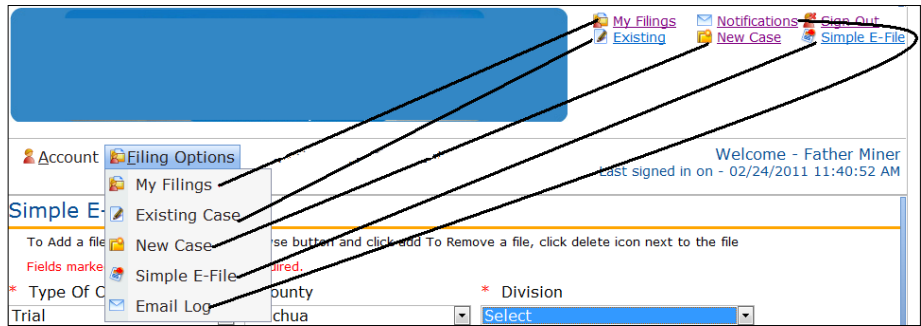 My Filings Notifications Sign Out
Existing New Case Simple E-File
Account Filing Options
Welcome - Father Miner
Last signed in on - 02/24/2011 11:40:52 AM
My Filings
Simple E-
Existing Case
To Add a file
New Case
se button and click add To Remove a file, click delete icon next to the file
Fields marke
ired.
Simple E-File
* Type Of C
ounty
* Division
Email Log
Trial
chua
Select